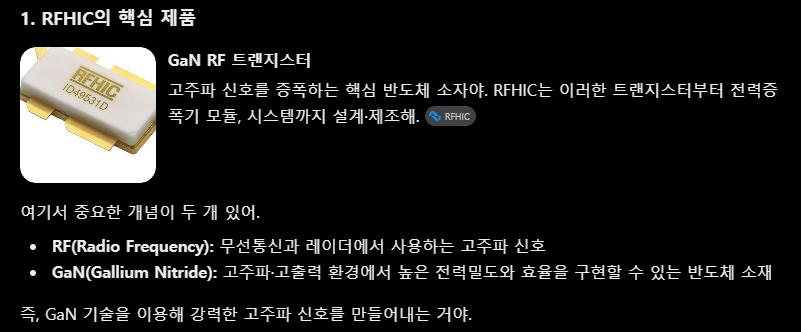 1. RFHIC의 핵심 제품
RFHIC
ID49531D
GaN RF 트랜지스터
고주파 신호를 증폭하는 핵심 반도체 소자야. RFHIC는 이러한 트랜지스터부터 전력증
폭기 모듈, 시스템까지 설계·제조해. RFHIC
여기서 중요한 개념이 두 개 있어.
• RF(Radio Frequency): 무선통신과 레이더에서 사용하는 고주파 신호
• GaN(Gallium Nitride): 고주파·고출력 환경에서 높은 전력밀도와 효율을 구현할 수 있는 반도체 소재
즉, GaN 기술을 이용해 강력한 고주파 신호를 만들어내는 거야.